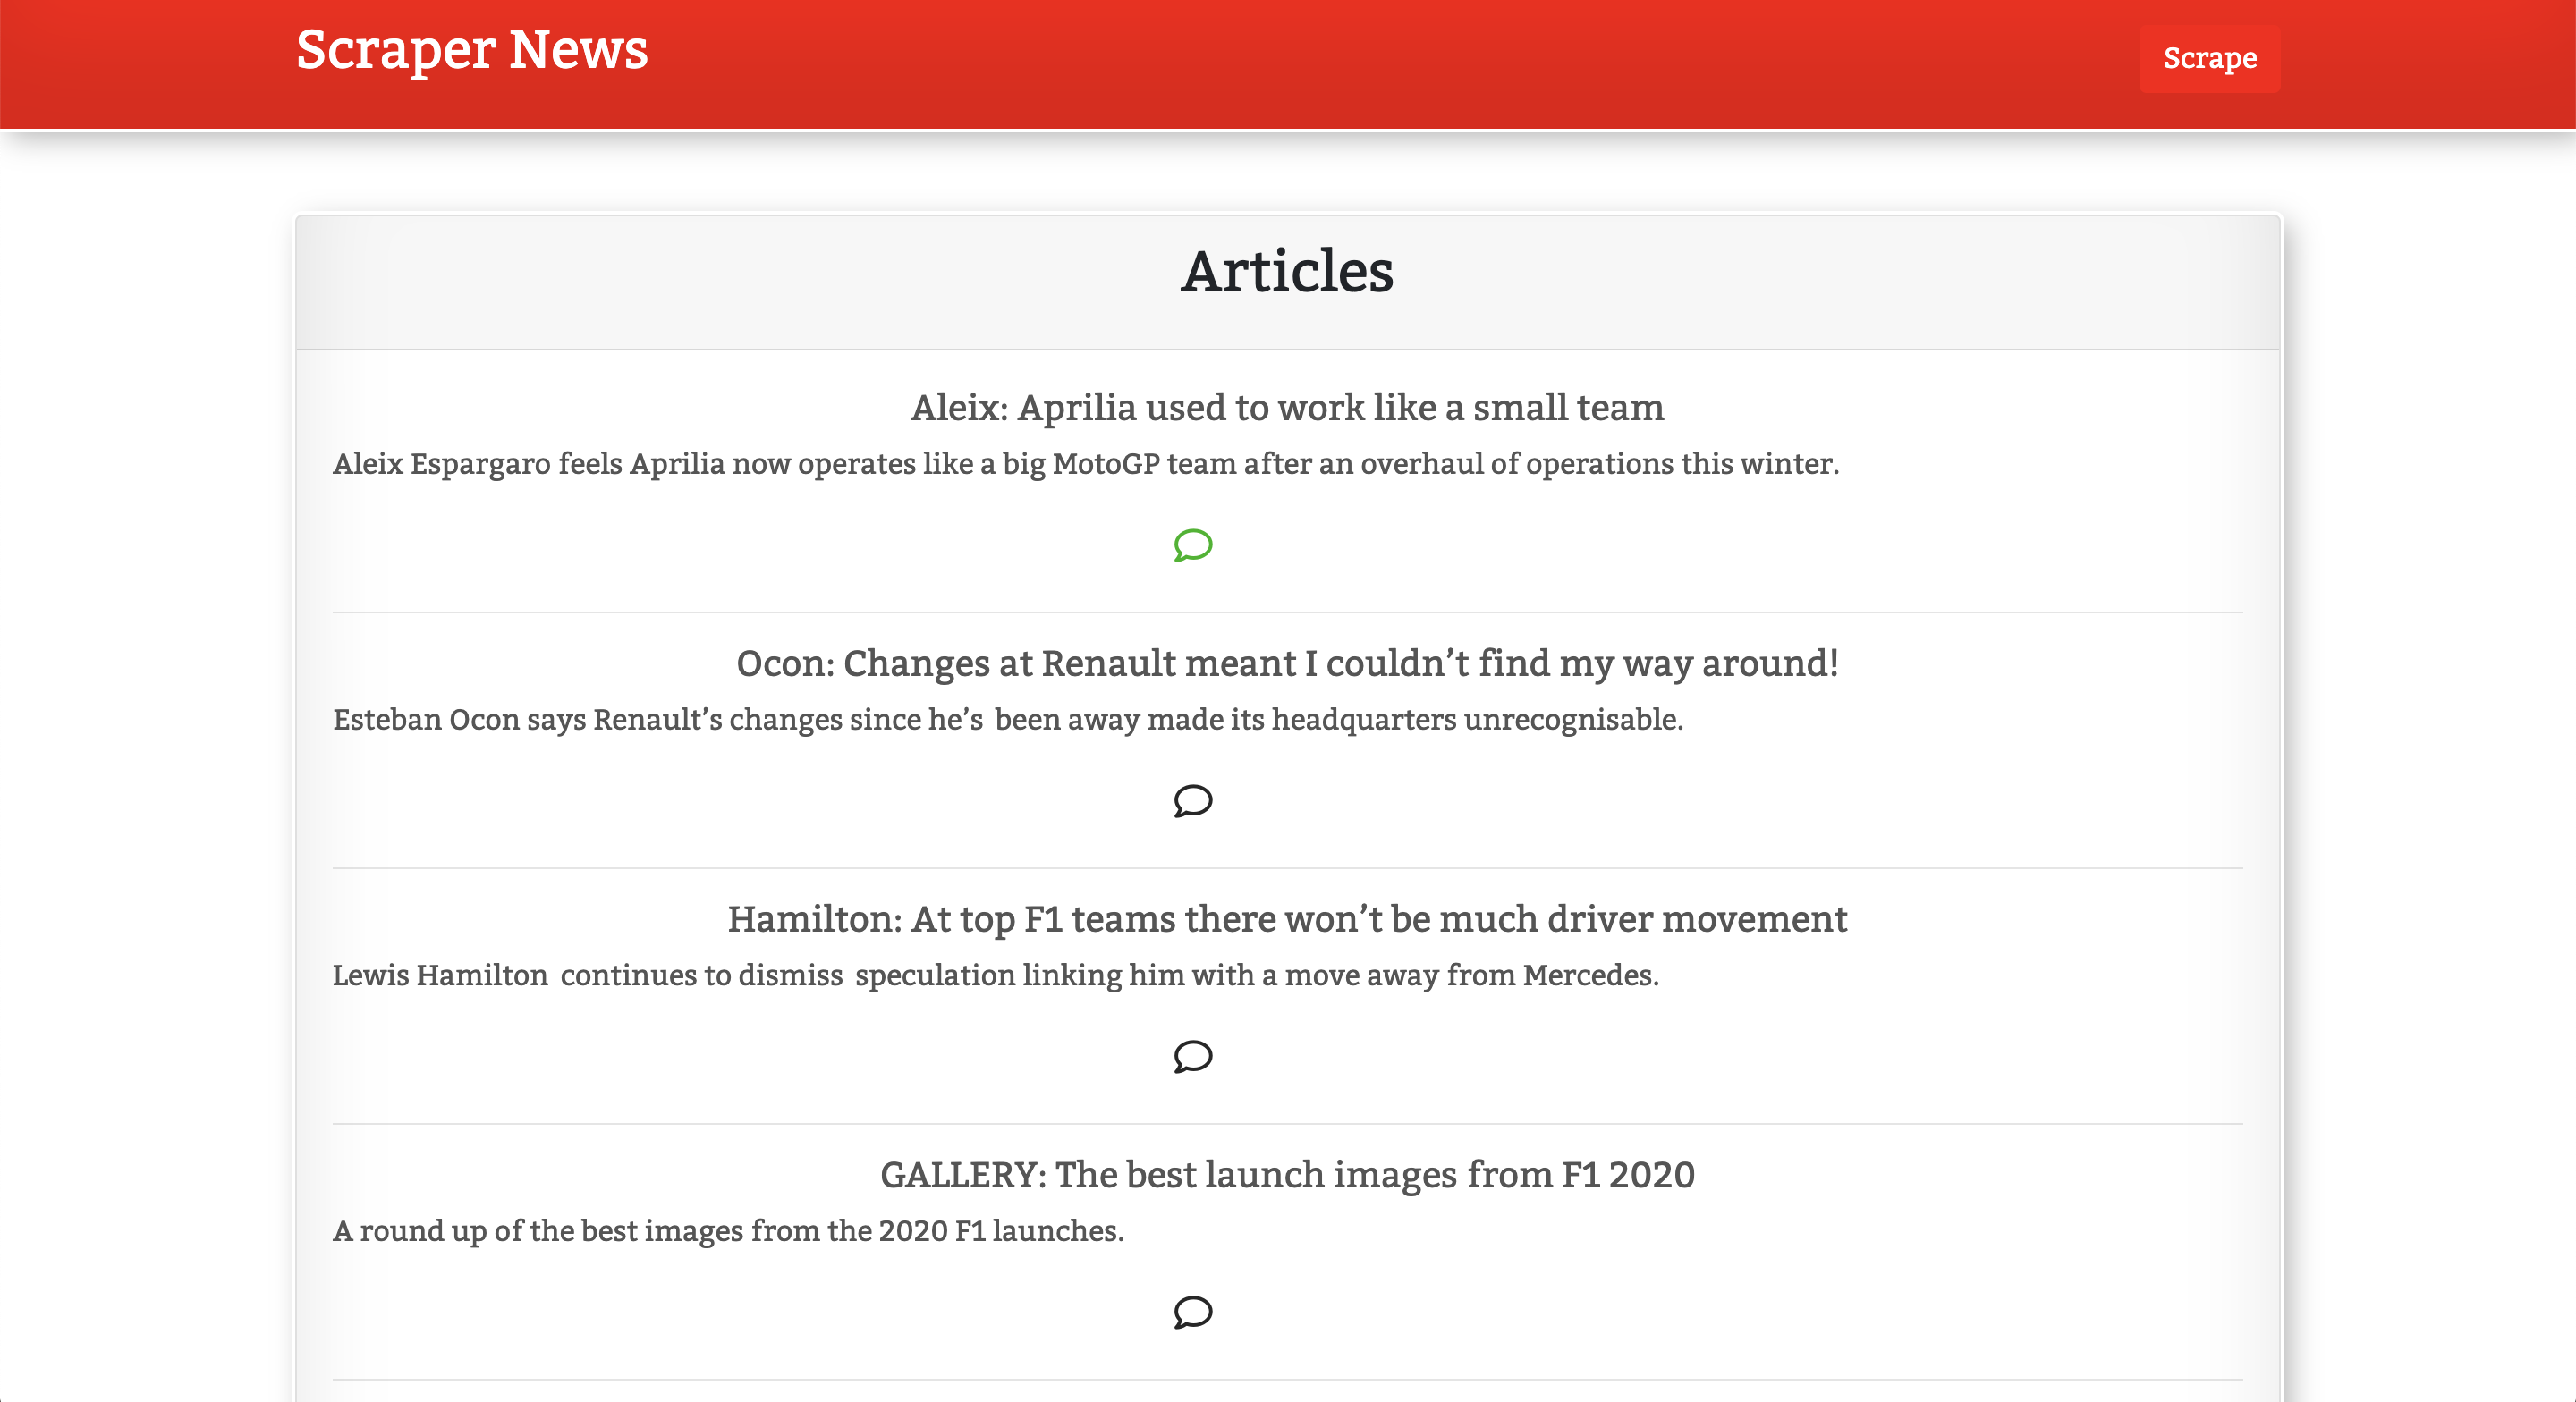 Scraper News
Scrape
Articles
Aleix: Aprilia used to work like a small team
Aleix Espargaro feels Aprilia now operates like a big MotoGP team after an overhaul of operations this winter.
Ocon: Changes at Renault meant I couldn’t find my way around!
Esteban Ocon says Renault’s changes since he’s been away made its headquarters unrecognisable.
Hamilton: At top F1 teams there won’t be much driver movement
Lewis Hamilton continues to dismiss speculation linking him with a move away from Mercedes.
GALLERY: The best launch images from F1 2020
A round up of the best images from the 2020 F1 launches.